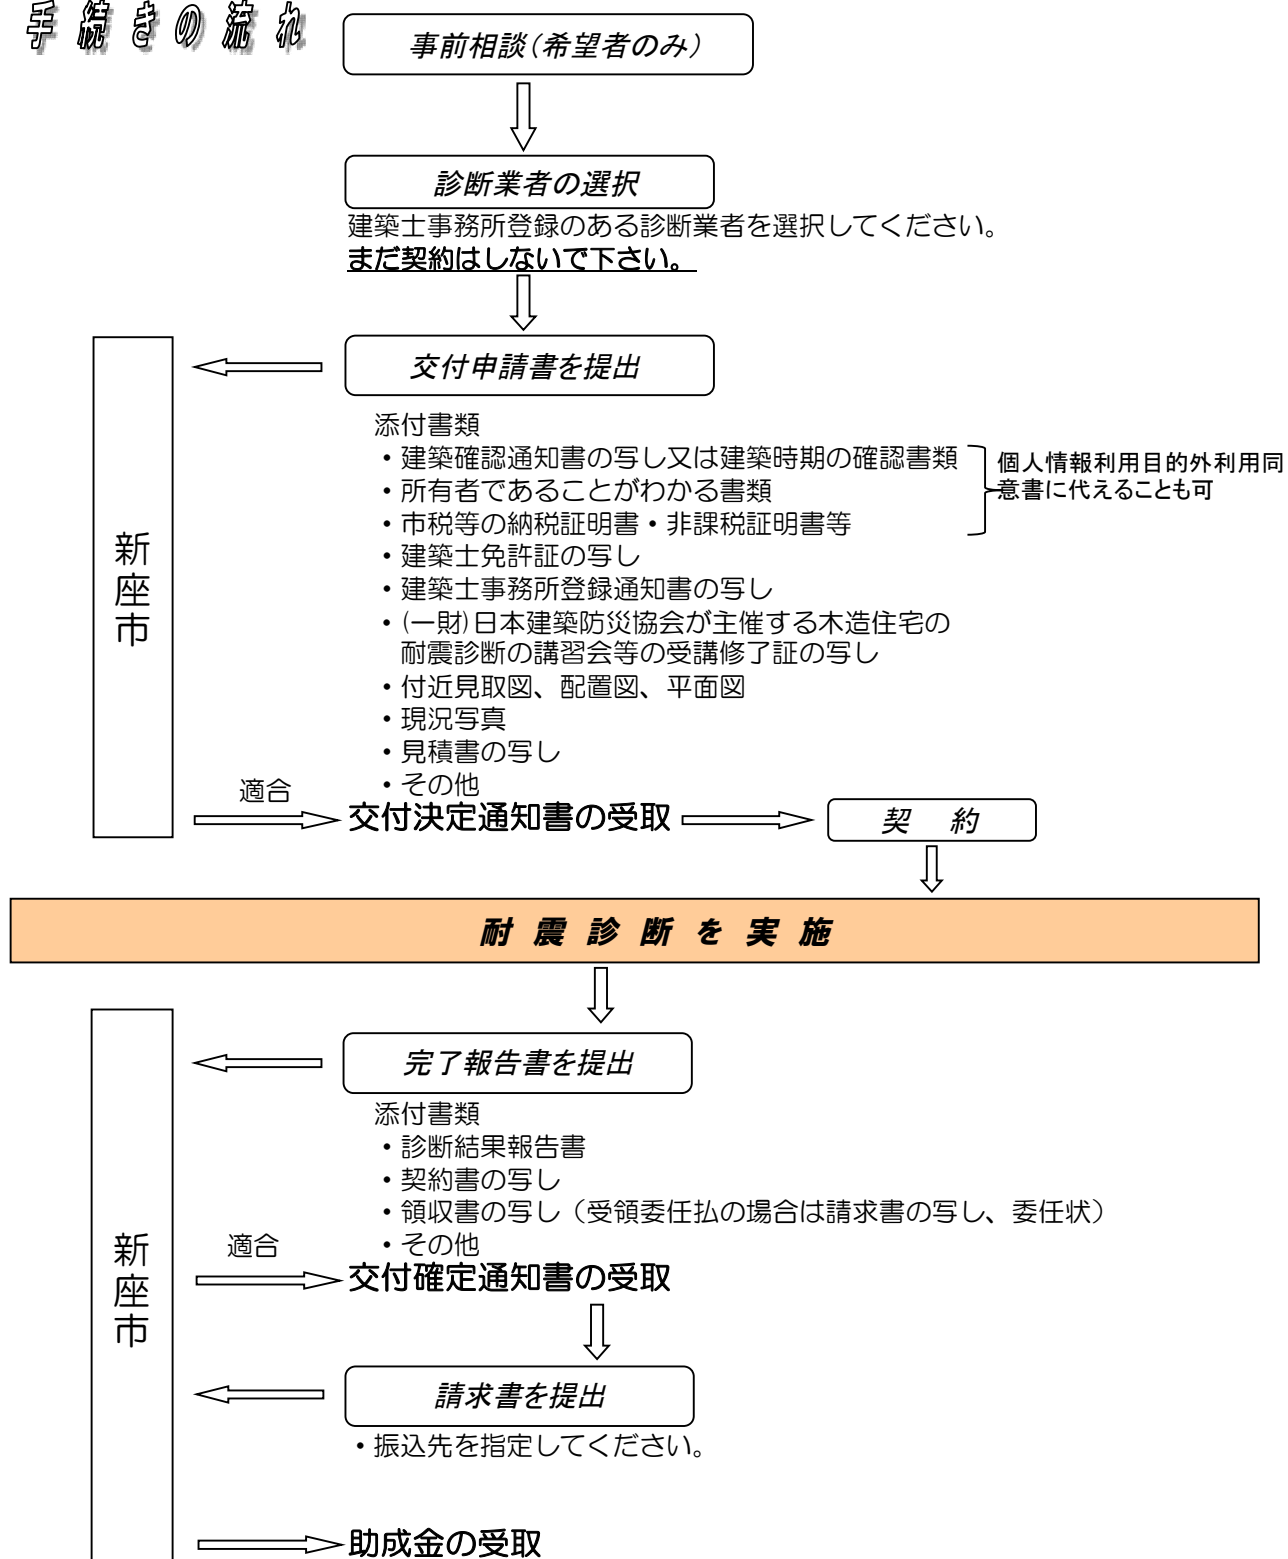 手続きの流れ
事前相談（希望者のみ）
診断業者の選択
建築士事務所登録のある診断業者を選択してください。
まだ契約はしないで下さい。
交付申請書を提出
添付書類
・建築確認通知書の写し又は建築時期の確認書類
・所有者であることがわかる書類
・市税等の納税証明書・非課税証明書等
個人情報利用目的外利用同
意書に代えることも可
・建築士免許証の写し
・建築士事務所登録通知書の写し
・(一財)日本建築防災協会が主催する木造住宅の
耐震診断の講習会等の受講修了証の写し
・付近見取図、配置図、平面図
・現況写真
・見積書の写し
・その他
新座市
適合
交付決定通知書の受取
契　約
耐震診断を実施
完了報告書を提出
添付書類
・診断結果報告書
・契約書の写し
・領収書の写し（受領委任払の場合は請求書の写し、委任状）
・その他
新座市
適合
交付確定通知書の受取
請求書を提出
・振込先を指定してください。
助成金の受取